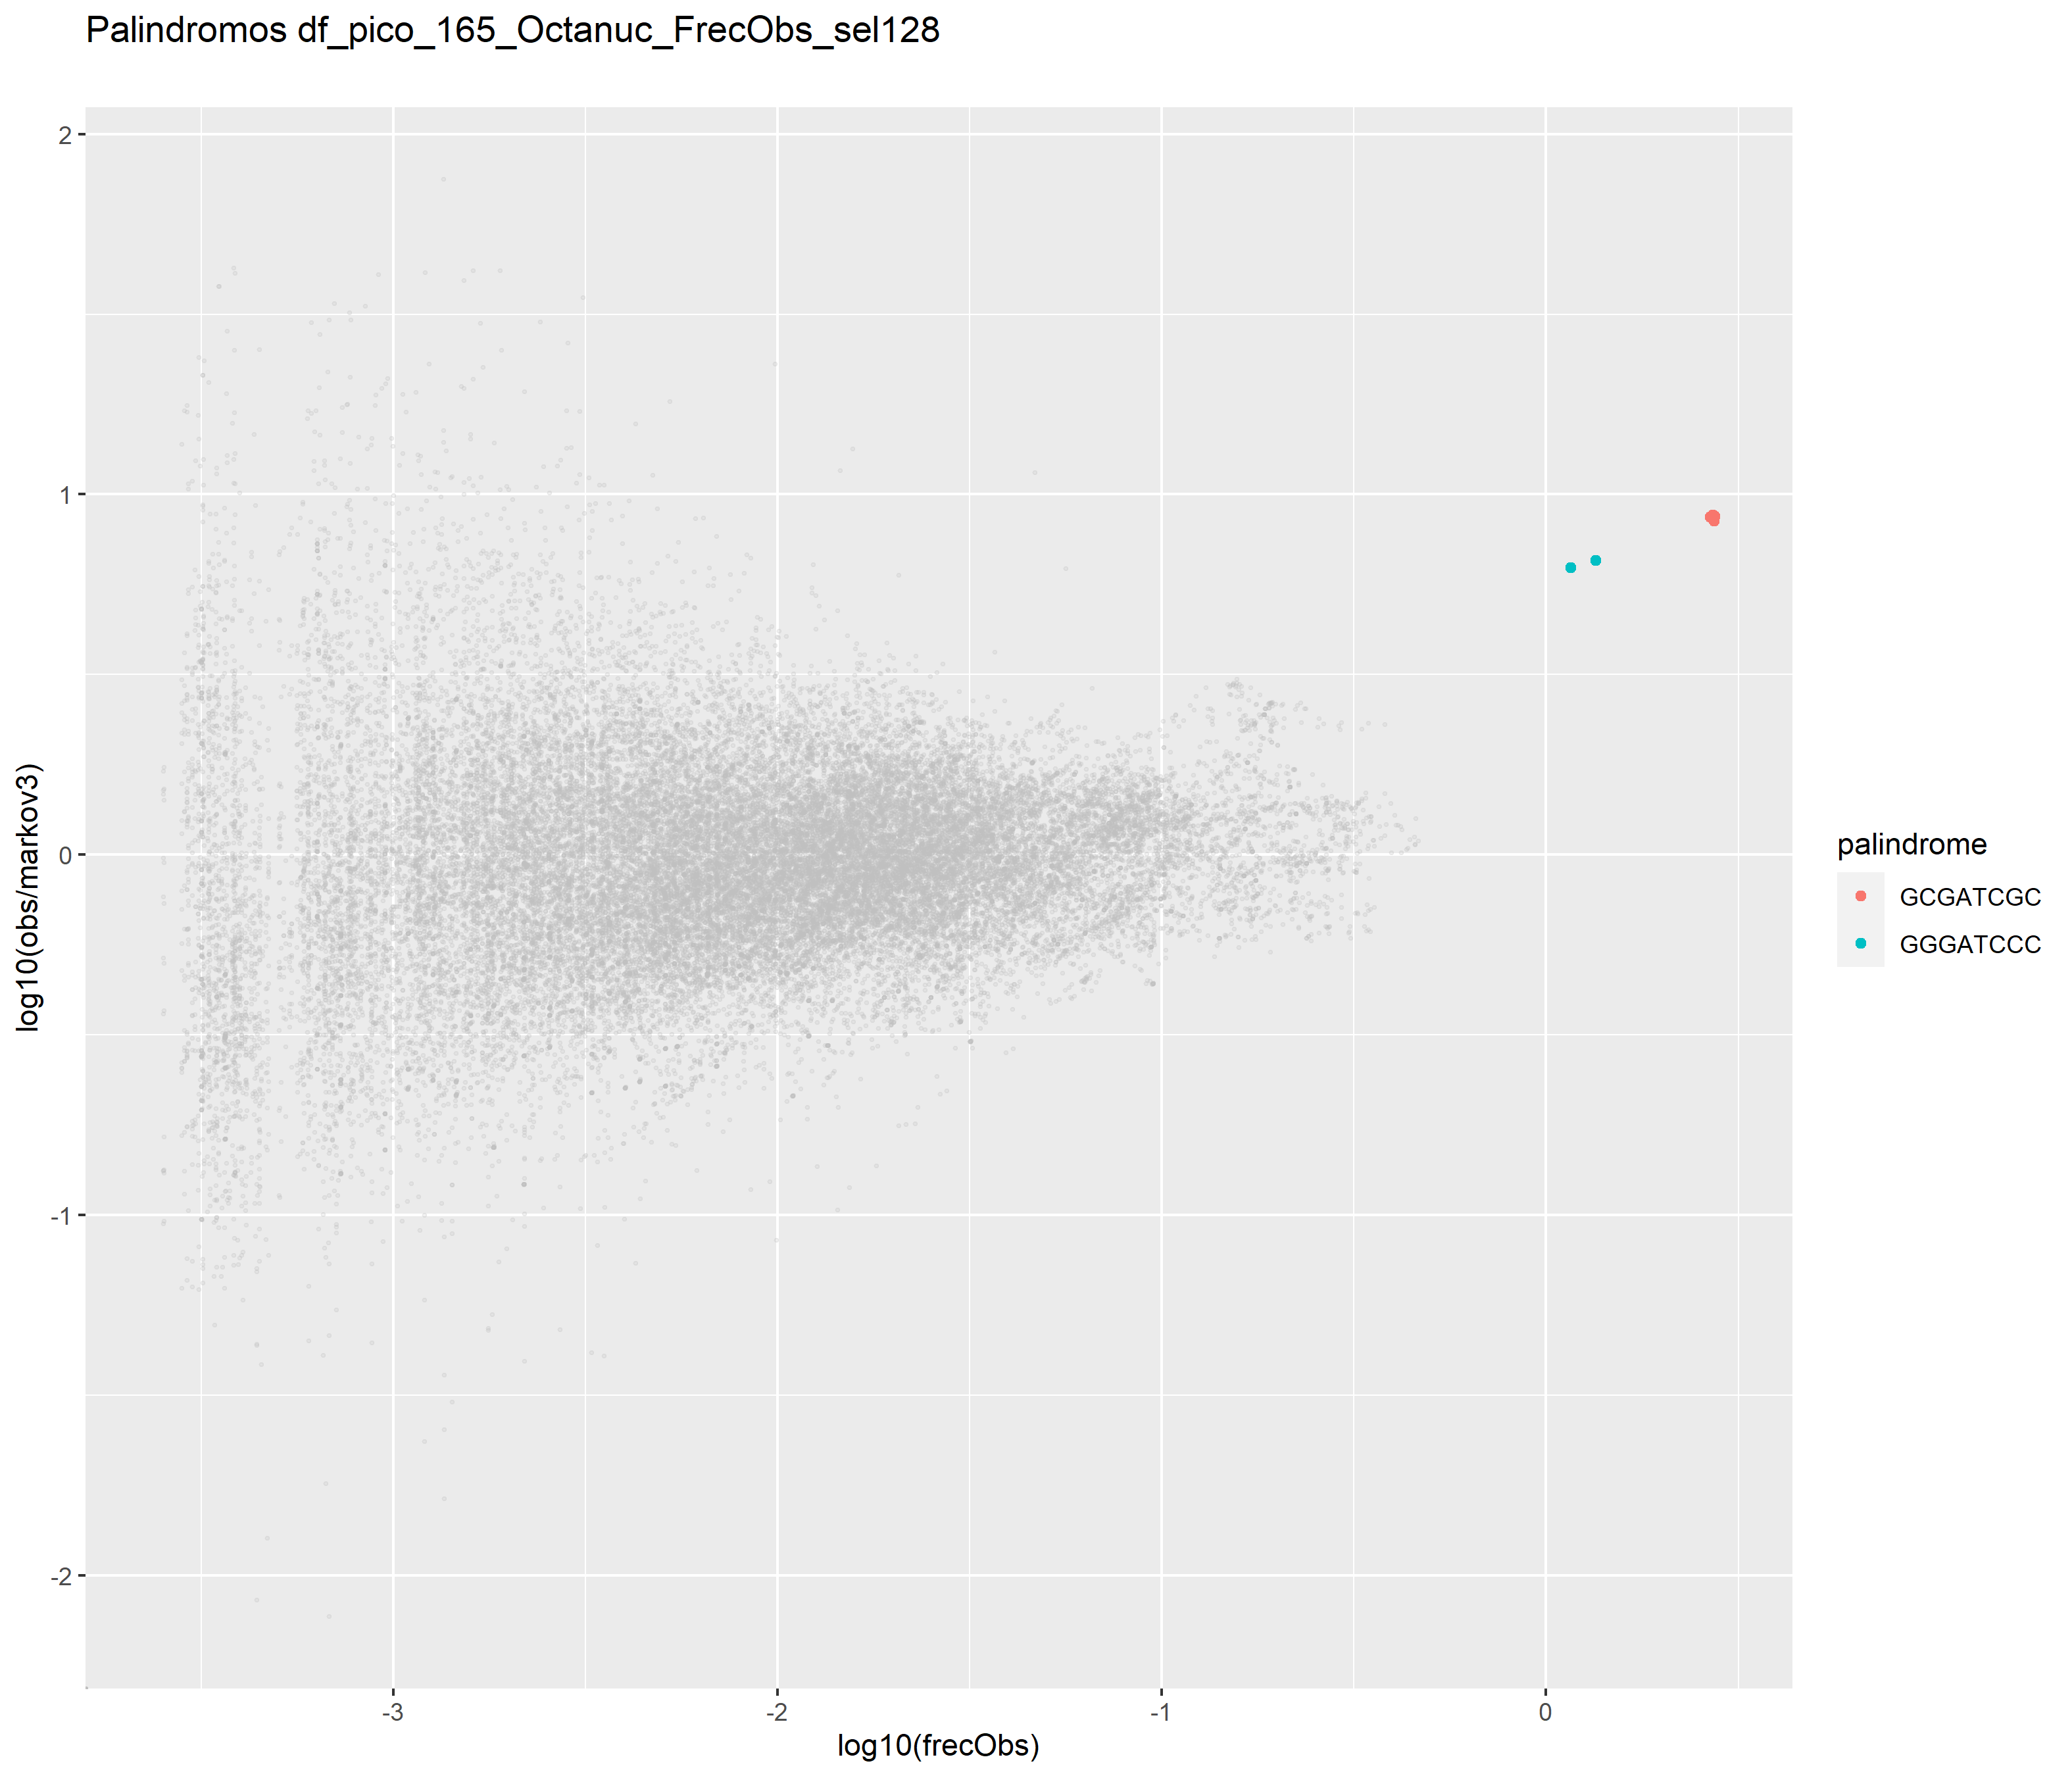 Palindromos df_pico_165_Octanuc_FrecObs_sel128
2
1
0
-1
-2
log10(obs/markov3)
-3
-2
-1
0
log10(frecObs)
palindrome
GCGATCGC
GGGATCCC